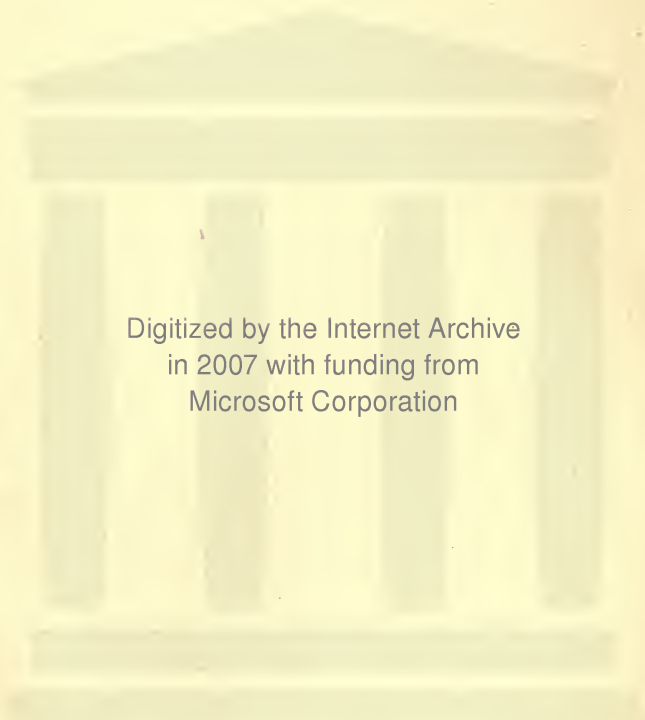 Digitized by the Internet Archive
in 2007 with funding from
Microsoft Corporation